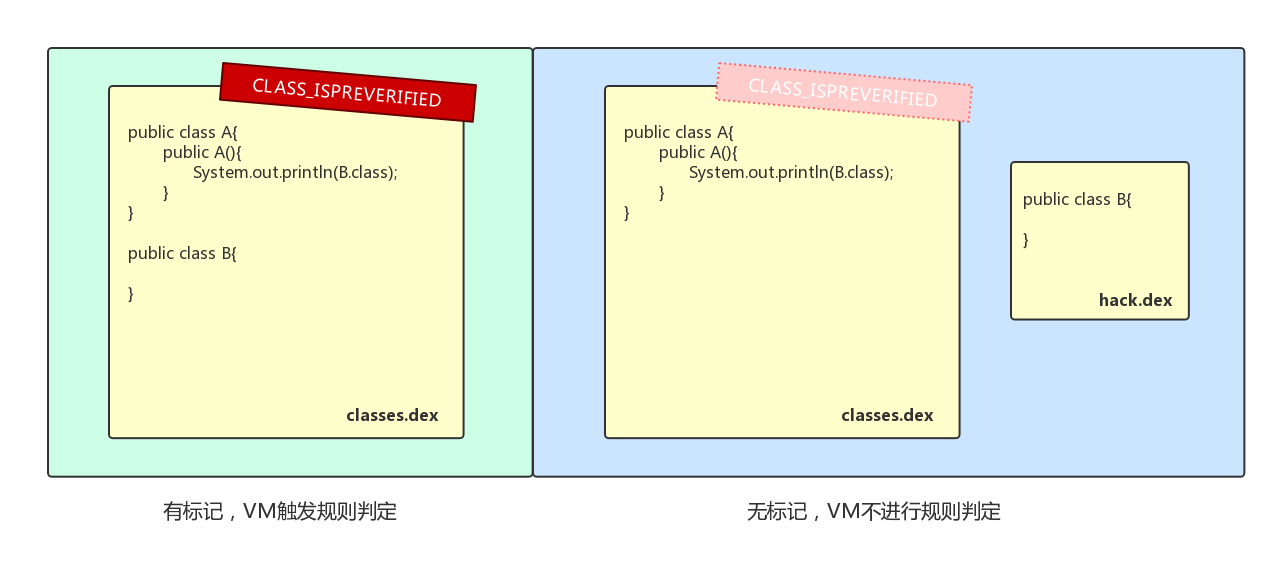 CLASS_ISPREVERIFIED
public class A{
public A(){
System.out.println(B.class);
}
}
public class B{
}
classes.dex
有标记，VM触发规则判定
CLASS_ISPREVERIFIED
public class A{
public A(){
System.out.println(B.class);
}
}
classes.dex
public class B{
}
hack.dex
无标记，VM不进行规则判定